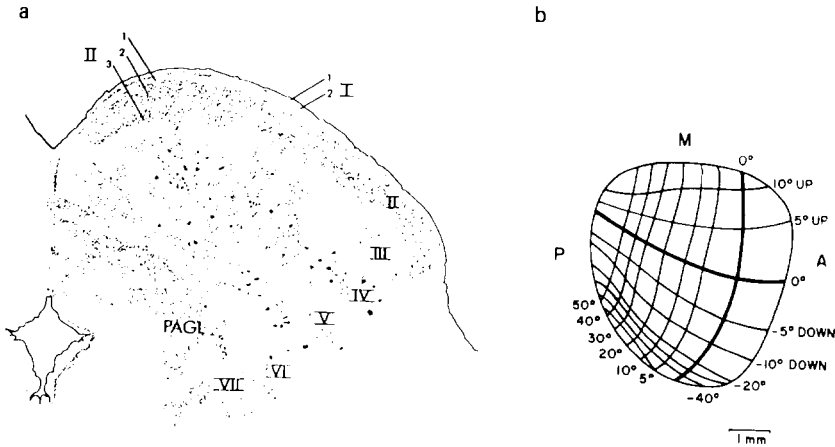 a
b
1
2
3
II
1
2
I
II
III
IV
V
VI
VII
PAGL
M
P
A
0°
10° UP
5° UP
0°
-5° DOWN
-10° DOWN
-20°
-40°
5°
10°
20°
30°
40°
50°
1 mm